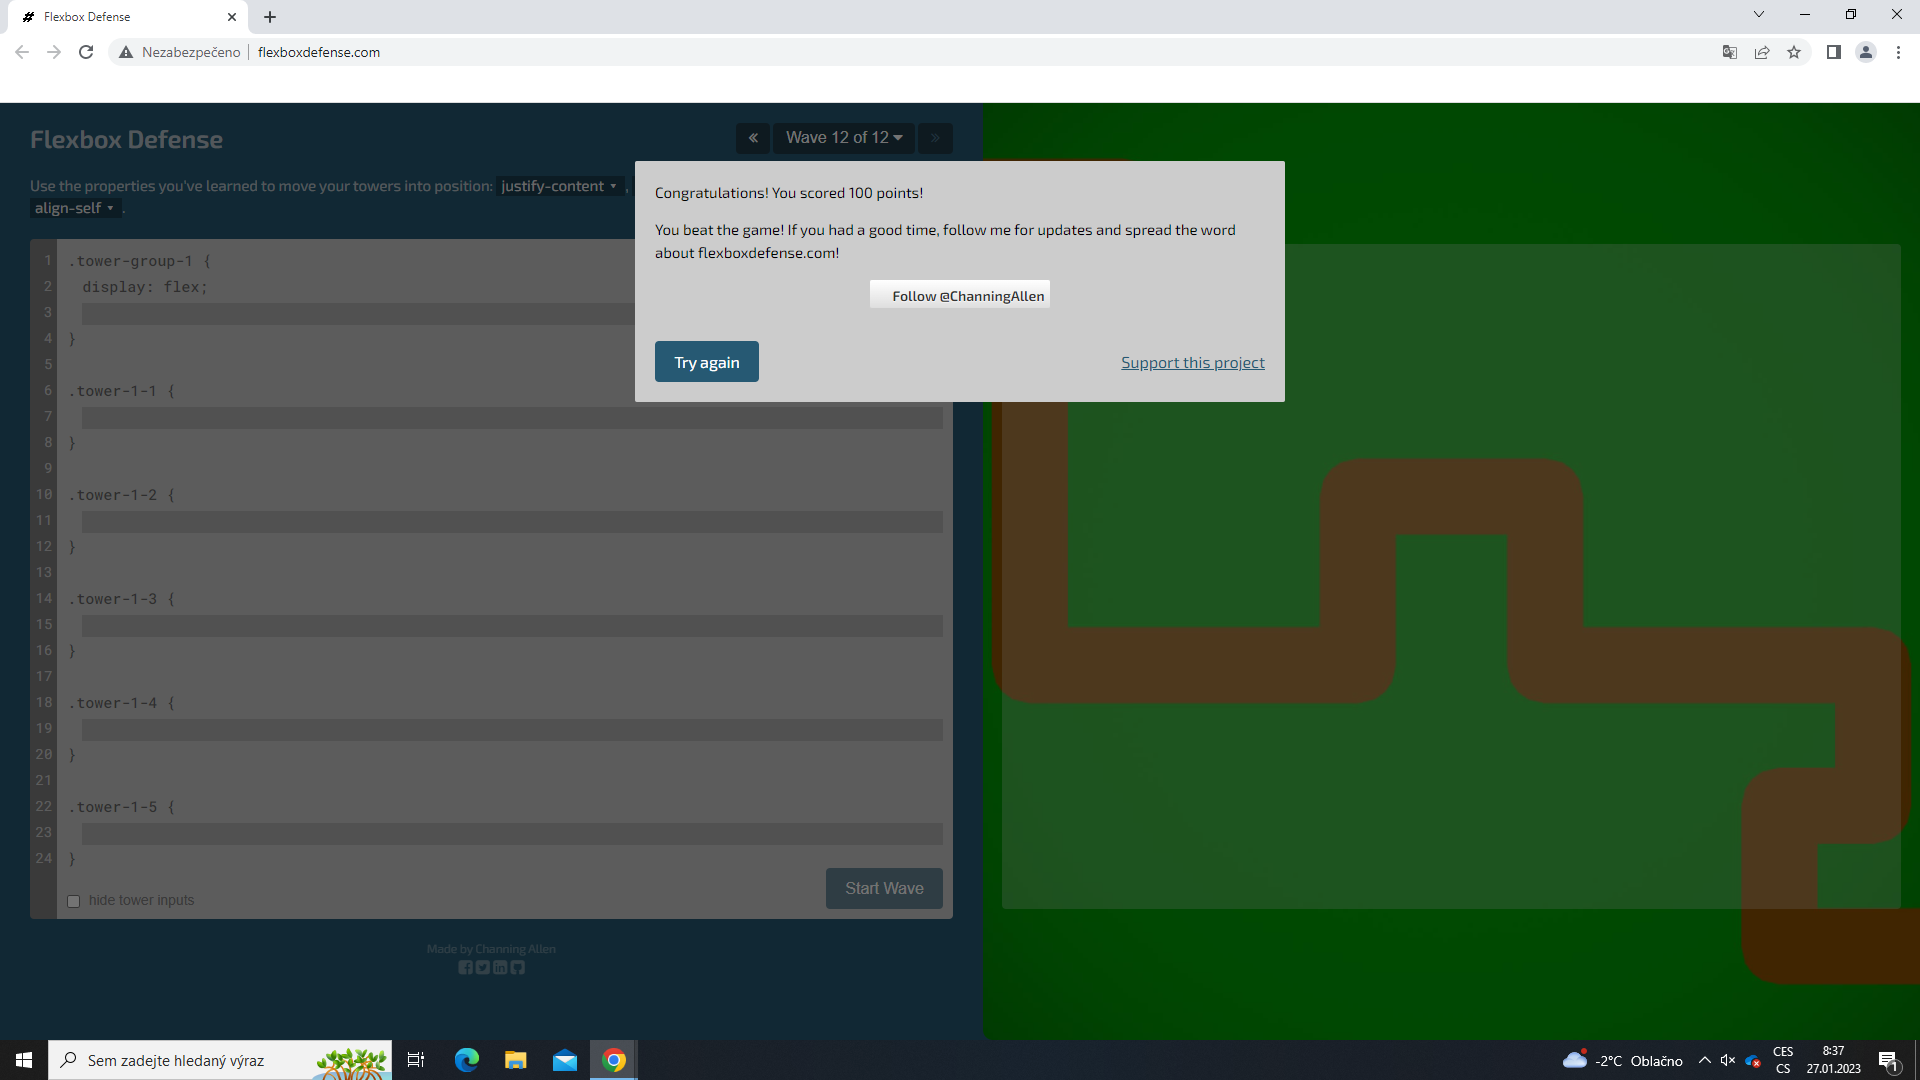 Flexbox Defense
Nezabezpečeno
flexboxdefense.com
Flexbox Defense
Wave 12 of 12
Use the properties you've learned to move your towers into position: justify-content ,
align-self .
Congratulations! You scored 100 points!
You beat the game! If you had a good time, follow me for updates and spread the word
about flexboxdefense.com!
Follow @ChanningAllen
Try again
Support this project
1 .tower-group-1 {
2 display: flex;
3
4 }
5
6 .tower-1-1 {
7
8 }
9
10 .tower-1-2 {
11
12 }
13
14 .tower-1-3 {
15
16 }
17
18 .tower-1-4 {
19
20 }
21
22 .tower-1-5 {
23
24 }
hide tower inputs
Start Wave
Made by Channing Allen
Sem zadejte hledaný výraz
-2°C Oblačno
CES
CS
8:37
27.01.2023
1